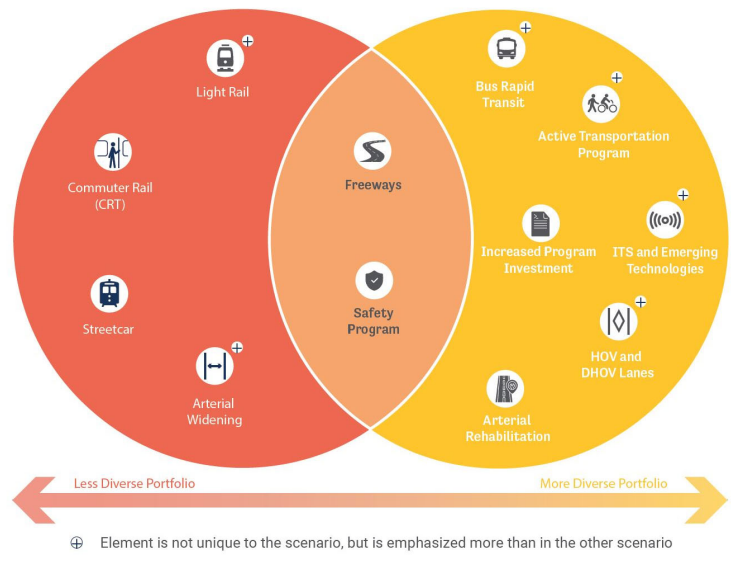 Light Rail
Commuter Rail
(CRT)
Streetcar
Arterial
Widening
Freeways
Safety
Program
Bus Rapid
Transit
Active Transportation
Program
Increased Program
Investment
ITS and Emerging
Technologies
HOV and
DHOV Lanes
Arterial
Rehabilitation
Less Diverse Portfolio
More Diverse Portfolio
Element is not unique to the scenario, but is emphasized more than in the other scenario